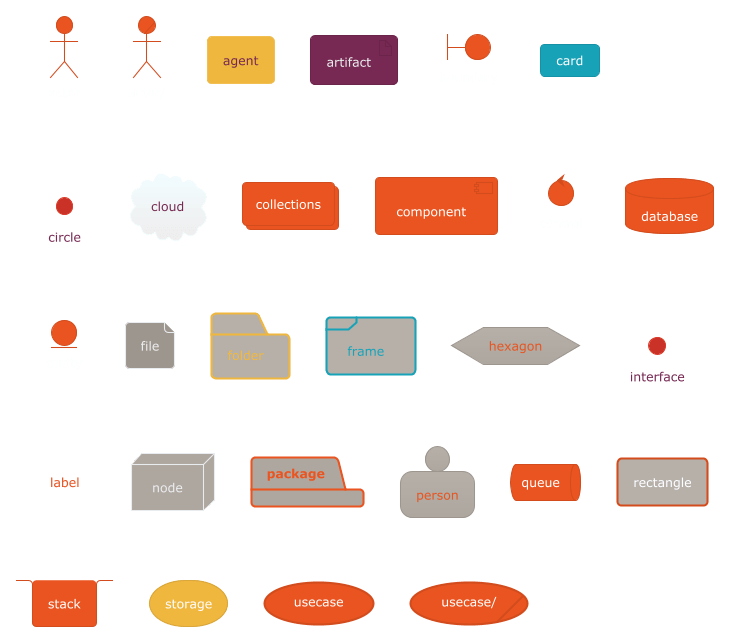 agent
artifact
card
circle
cloud
collections
component
database
file
folder
frame
hexagon
interface
label
node
package
person
queue
rectangle
stack
storage
usecase
usecase/